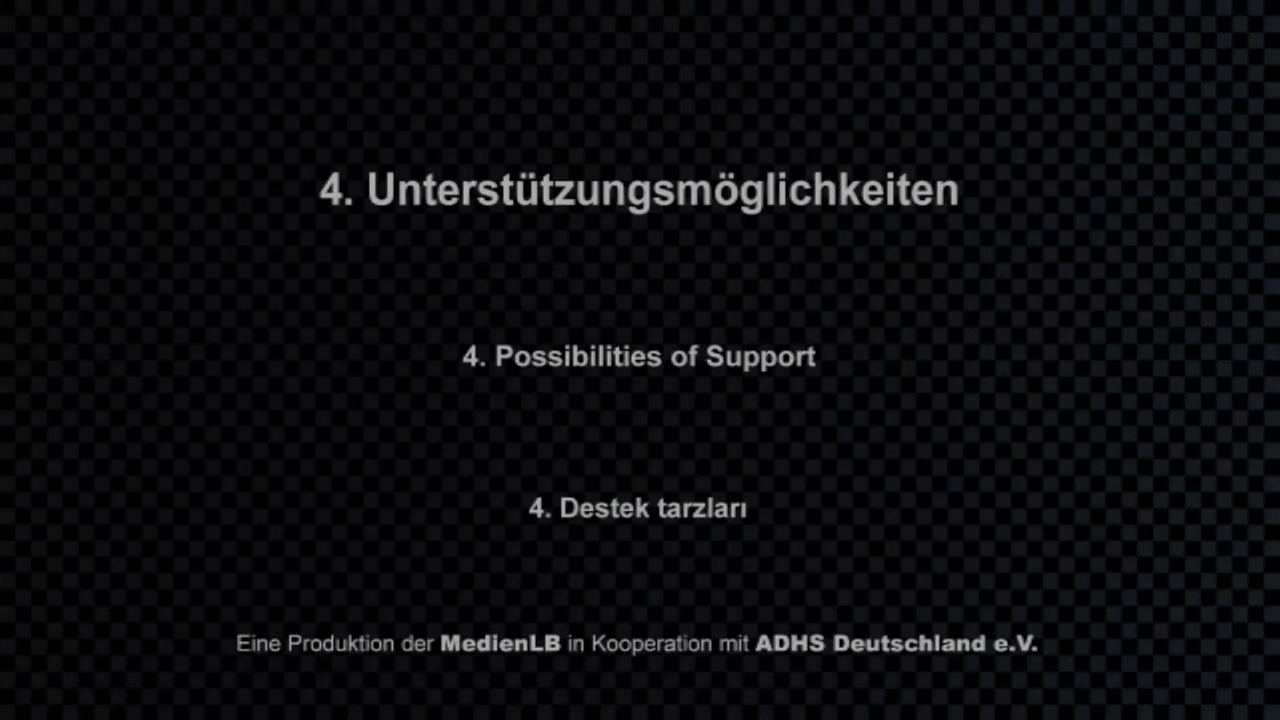 4. Unterstützungsmöglichkeiten
4. Possibilities of Support
4. Destek tarzları
Eine Produktion der MedienLB in Kooperation mit ADHS Deutschland e.V.